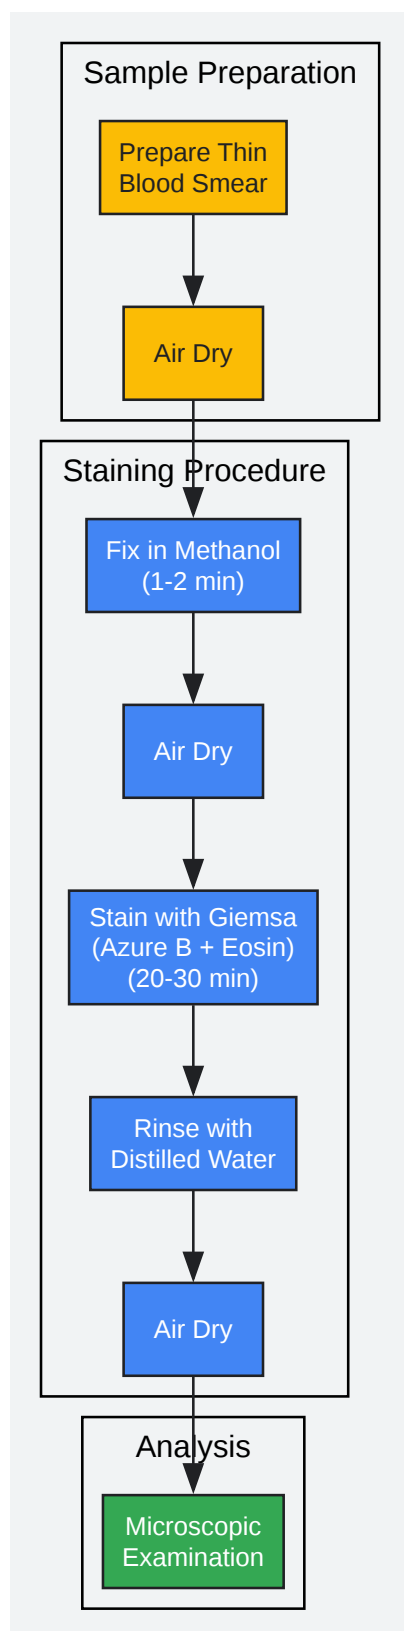 Sample Preparation
Prepare Thin
Blood Smear
Air Dry
Staining Procedure
Fix in Methanol
(1-2 min)
Air Dry
Stain with Giemsa
(Azure B + Eosin)
(20-30 min)
Rinse with
Distilled Water
Air Dry
Analysis
Microscopic
Examination